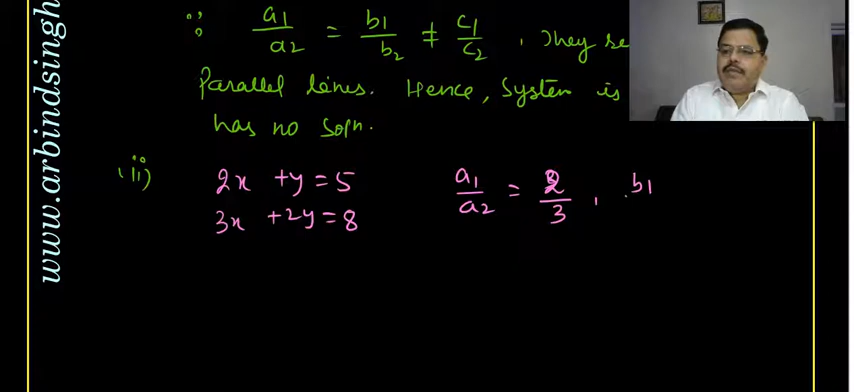 ∵ a1/a2 = b1/b2 ≠ c1/c2 , They
Parallel lines. Hence, System is
has no soln.
(ii) 2x + y = 5 a1/a2 = 2/3 , b1
3x + 2y = 8
www.arbindsingh